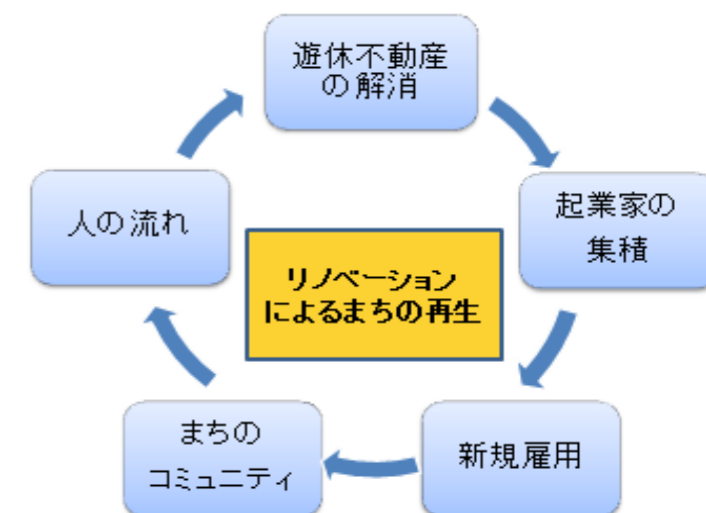 遊休不動産
の解消
起業家の
集積
新規雇用
まちの
コミュニティ
人の流れ
リノベーション
によるまちの再生